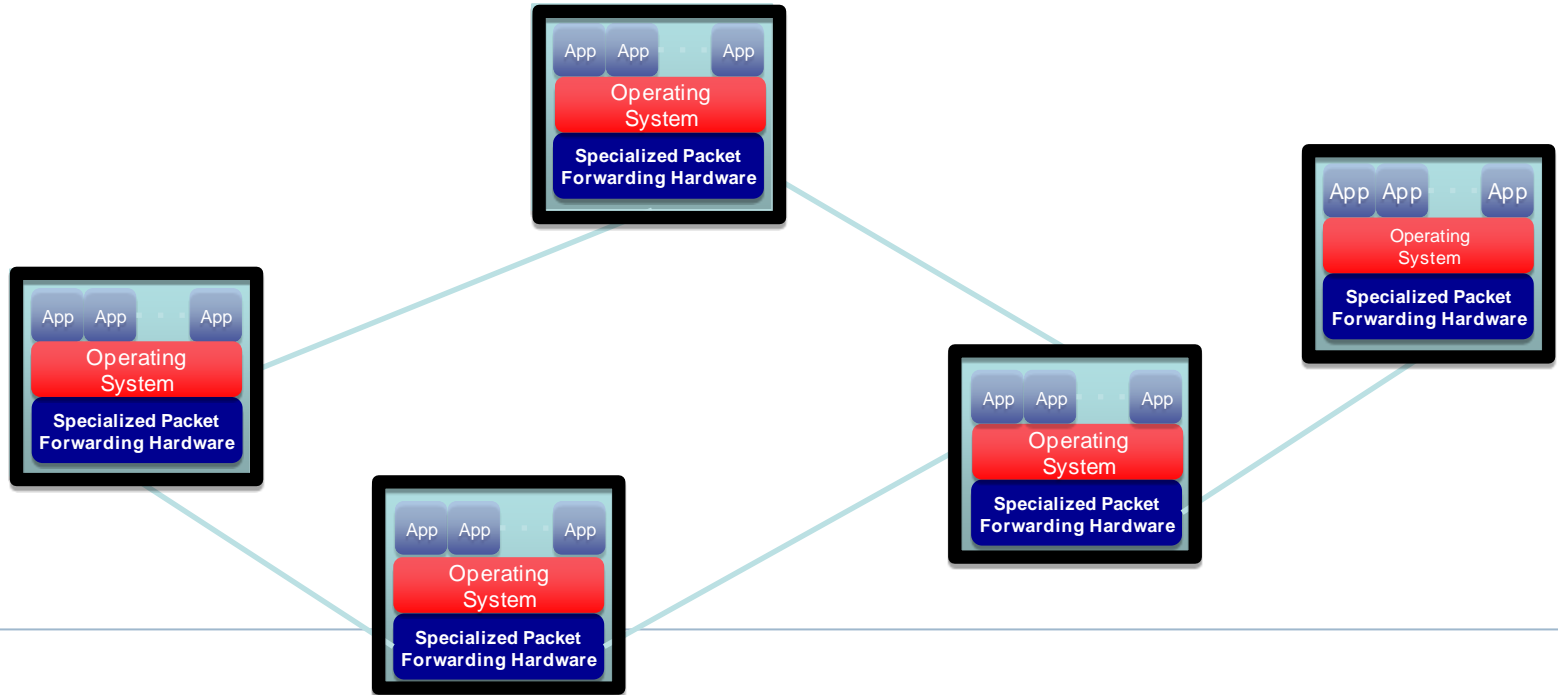 App App · · · App
Operating
System
Specialized Packet
Forwarding Hardware
App App · · · App
Operating
System
Specialized Packet
Forwarding Hardware
App App · · · App
Operating
System
Specialized Packet
Forwarding Hardware
App App · · · App
Operating
System
Specialized Packet
Forwarding Hardware
App App · · · App
Operating
System
Specialized Packet
Forwarding Hardware